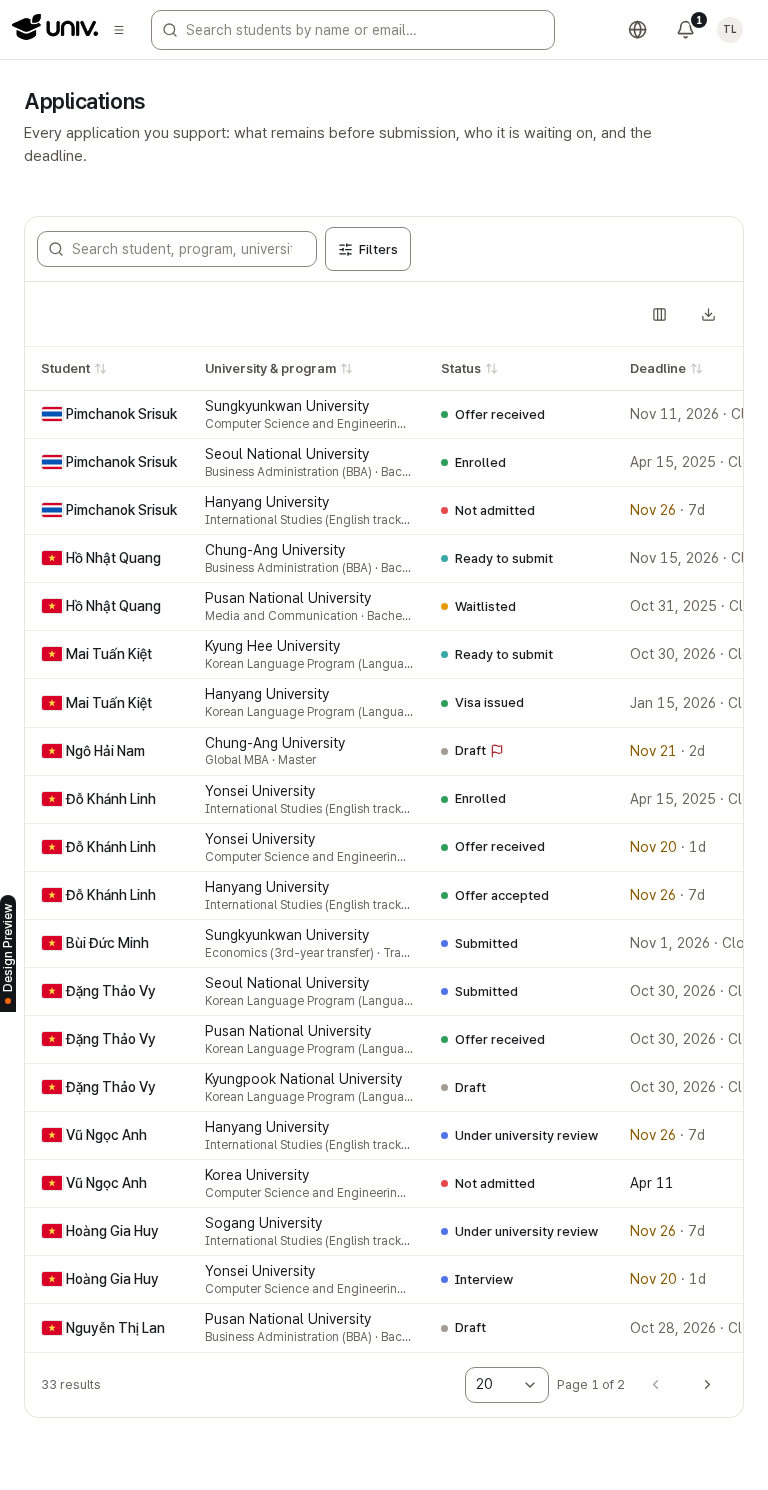 UNIV.
Search students by name or email...
1
TL
Applications
Every application you support: what remains before submission, who it is waiting on, and the
deadline.
Search student, program, universit
Filters
Student University & program Status Deadline
Pimchanok Srisuk Sungkyunkwan University Offer received Nov 11, 2026 · Cl
Computer Science and Engineerin...
Pimchanok Srisuk Seoul National University Enrolled Apr 15, 2025 · Cl
Business Administration (BBA) · Bac...
Pimchanok Srisuk Hanyang University Not admitted Nov 26 · 7d
International Studies (English track...
Hồ Nhật Quang Chung-Ang University Ready to submit Nov 15, 2026 · Cl
Business Administration (BBA) · Bac...
Hồ Nhật Quang Pusan National University Waitlisted Oct 31, 2025 · Cl
Media and Communication · Bache...
Mai Tuấn Kiệt Kyung Hee University Ready to submit Oct 30, 2026 · Cl
Korean Language Program (Langua...
Mai Tuấn Kiệt Hanyang University Visa issued Jan 15, 2026 · Cl
Korean Language Program (Langua...
Ngô Hải Nam Chung-Ang University Draft Nov 21 · 2d
Global MBA · Master
Đỗ Khánh Linh Yonsei University Enrolled Apr 15, 2025 · Cl
International Studies (English track...
Đỗ Khánh Linh Yonsei University Offer received Nov 20 · 1d
Computer Science and Engineerin...
Đỗ Khánh Linh Hanyang University Offer accepted Nov 26 · 7d
International Studies (English track...
Bùi Đức Minh Sungkyunkwan University Submitted Nov 1, 2026 · Clo
Economics (3rd-year transfer) · Tra...
Design Preview
Đặng Thảo Vy Seoul National University Submitted Oct 30, 2026 · Cl
Korean Language Program (Langua...
Đặng Thảo Vy Pusan National University Offer received Oct 30, 2026 · Cl
Korean Language Program (Langua...
Đặng Thảo Vy Kyungpook National University Draft Oct 30, 2026 · Cl
Korean Language Program (Langua...
Vũ Ngọc Anh Hanyang University Under university review Nov 26 · 7d
International Studies (English track...
Vũ Ngọc Anh Korea University Not admitted Apr 11
Computer Science and Engineerin...
Hoàng Gia Huy Sogang University Under university review Nov 26 · 7d
International Studies (English track...
Hoàng Gia Huy Yonsei University Interview Nov 20 · 1d
Computer Science and Engineerin...
Nguyễn Thị Lan Pusan National University Draft Oct 28, 2026 · Cl
Business Administration (BBA) · Bac...
33 results 20 Page 1 of 2